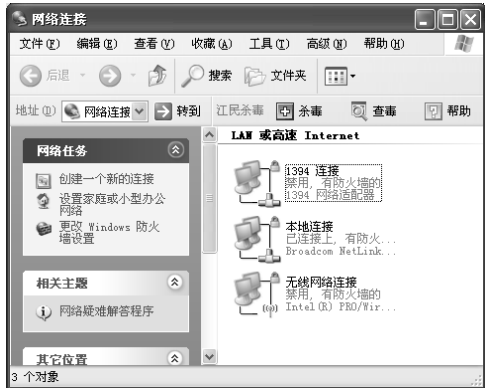 网络连接
文件(F) 编辑(E) 查看(V) 收藏(A) 工具(T) 高级(N) 帮助(H)
后退 搜索 文件夹
地址(D) 网络连接 转到 江民杀毒 杀毒 查毒 帮助
网络任务
创建一个新的连接
设置家庭或小型办公
网络
更改 Windows 防火
墙设置
相关主题
网络疑难解答程序
其它位置
LAN 或高速 Internet
1394 连接
禁用, 有防火墙的
1394 网络适配器
本地连接
已连接上, 有防火...
Broadcom NetLink...
无线网络连接
禁用, 有防火墙的
Intel(R) PRO/Wir...
3 个对象